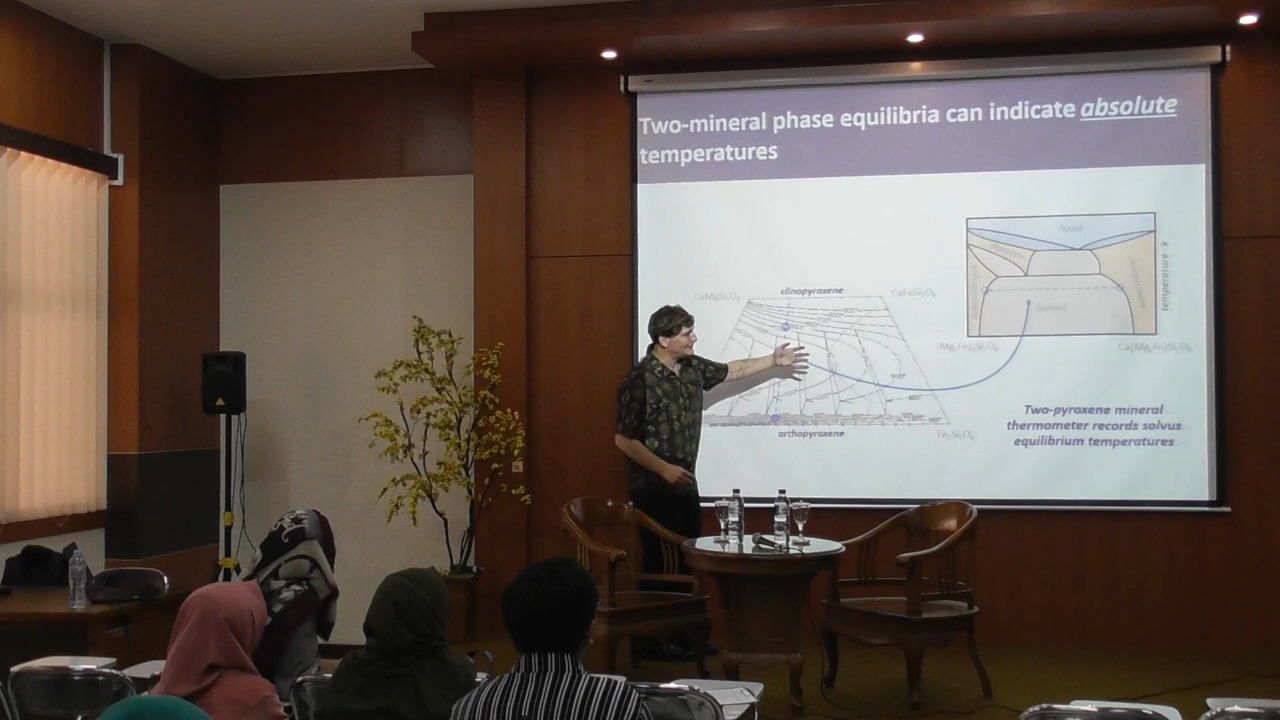 Two-mineral phase equilibria can indicate absolute
temperatures
CaMgSi₂O₆
clinopyroxene
CaFeSi₂O₆
orthopyroxene
Fe₂Si₂O₆
(Mg,Fe)₂Si₂O₆
Ca(Mg,Fe)Si₂O₆
temperature →
Two-pyroxene mineral
thermometer records solvus
equilibrium temperatures